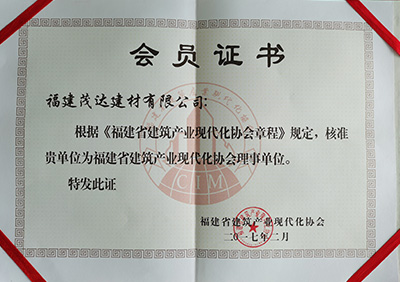 会员证书
福建茂达建材有限公司:
根据《福建省建筑产业现代化协会章程》规定,核准
贵单位为福建省建筑产业现代化协会理事单位。
特发此证
CIM
福建省建筑产业现代化协会
二〇一七年二月